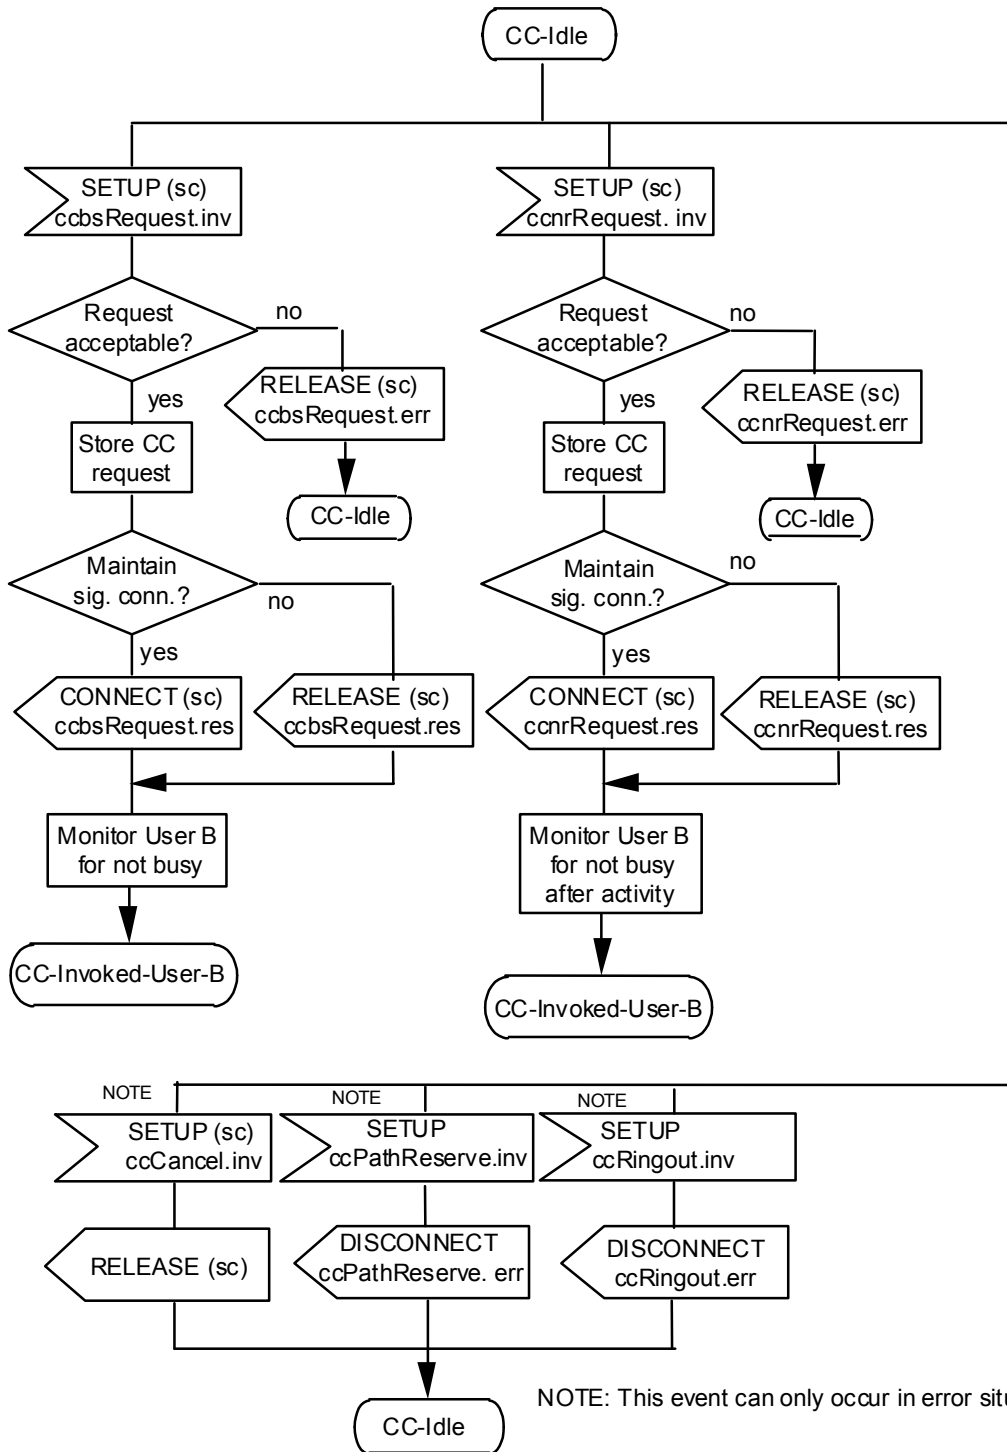 CC-Idle
SETUP (sc)
ccbsRequest.inv
SETUP (sc)
ccnrRequest. inv
Request
acceptable?
no
Request
acceptable?
no
RELEASE (sc)
ccbsRequest.err
RELEASE (sc)
ccnrRequest.err
yes
yes
Store CC
request
Store CC
request
CC-Idle
CC-Idle
Maintain
sig. conn.?
no
Maintain
sig. conn.?
no
yes
yes
CONNECT (sc)
ccbsRequest.res
RELEASE (sc)
ccbsRequest.res
CONNECT (sc)
ccnrRequest.res
RELEASE (sc)
ccnrRequest.res
Monitor User B
for not busy
Monitor User B
for not busy
after activity
CC-Invoked-User-B
CC-Invoked-User-B
NOTE
NOTE
NOTE
SETUP (sc)
ccCancel.inv
SETUP
ccPathReserve.inv
SETUP
ccRingout.inv
RELEASE (sc)
DISCONNECT
ccPathReserve. err
DISCONNECT
ccRingout.err
CC-Idle
NOTE: This event can only occur in error